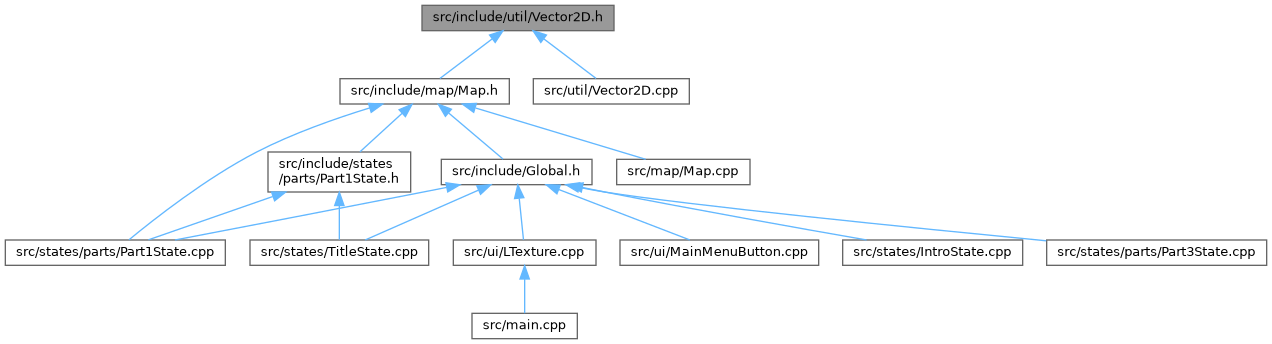 src/include/util/Vector2D.h
src/include/map/Map.h
src/util/Vector2D.cpp
src/include/states
/parts/Part1State.h
src/include/Global.h
src/map/Map.cpp
src/states/parts/Part1State.cpp
src/states/TitleState.cpp
src/ui/LTexture.cpp
src/ui/MainMenuButton.cpp
src/states/IntroState.cpp
src/states/parts/Part3State.cpp
src/main.cpp